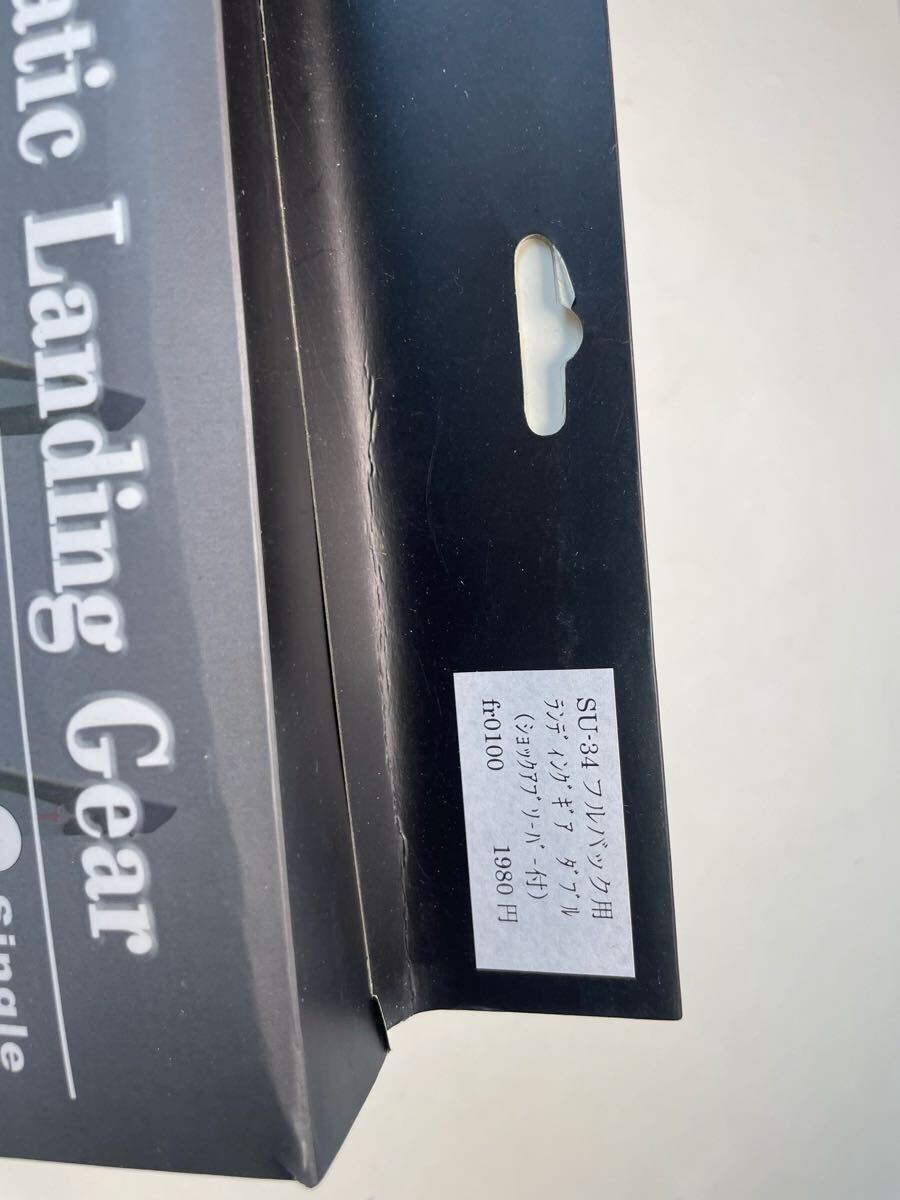 atic Landing Gear
Single
SU-34 フルバック用
ﾗﾝﾃﾞｨﾝｸﾞｷﾞｱ ﾀﾞﾌﾞﾙ
(ｼｮｯｸｱﾌﾞｿｰﾊﾞｰ付)
fr0100 1980円